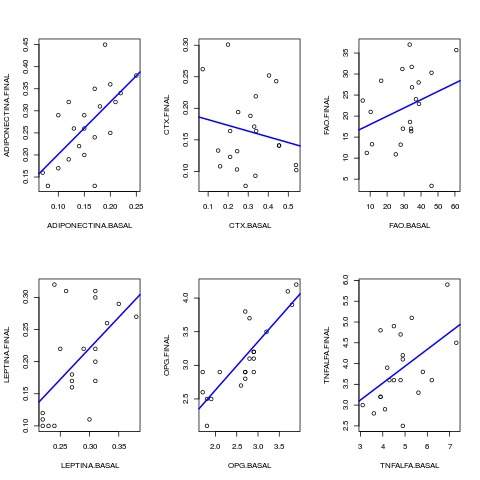 ADIPONECTINA.FINAL
0.15 0.20 0.25 0.30 0.35 0.40 0.45
0.10 0.15 0.20 0.25
ADIPONECTINA.BASAL
CTX.FINAL
0.10 0.15 0.20 0.25 0.30
0.1 0.2 0.3 0.4 0.5
CTX.BASAL
FAO.FINAL
5 10 15 20 25 30 35
10 20 30 40 50 60
FAO.BASAL
LEPTINA.FINAL
0.10 0.15 0.20 0.25 0.30
0.25 0.30 0.35
LEPTINA.BASAL
OPG.FINAL
2.5 3.0 3.5 4.0
2.0 2.5 3.0 3.5
OPG.BASAL
TNFALFA.FINAL
2.5 3.0 3.5 4.0 4.5 5.0 5.5 6.0
3 4 5 6 7
TNFALFA.BASAL